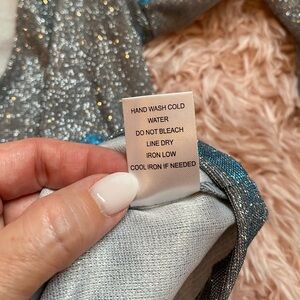 HAND WASH COLD
WATER
DO NOT BLEACH
LINE DRY
IRON LOW
COOL IRON IF NEEDED